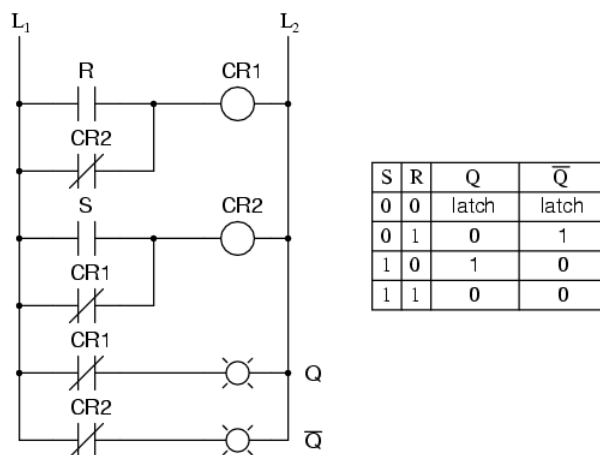 L₁ L₂
R CR1
CR2
S CR2
CR1
CR1
Q
CR2
Q̅
S R Q Q̅
0 0 latch latch
0 1 0 1
1 0 1 0
1 1 0 0